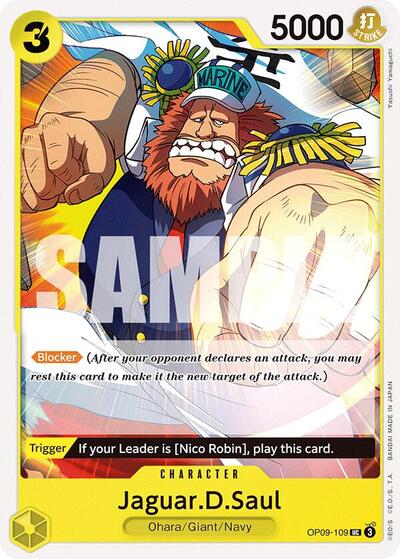 3
5000
打
STRIKE
Yasushi Yamaguchi
MARINE
SAMPLE
Blocker (After your opponent declares an attack, you may
rest this card to make it the new target of the attack.)
Trigger If your Leader is [Nico Robin], play this card.
CHARACTER
Jaguar.D.Saul
Ohara/Giant/Navy
OP09-109 UC 3
©E/S ©E.O./S., T.A. BANDAI MADE IN JAPAN